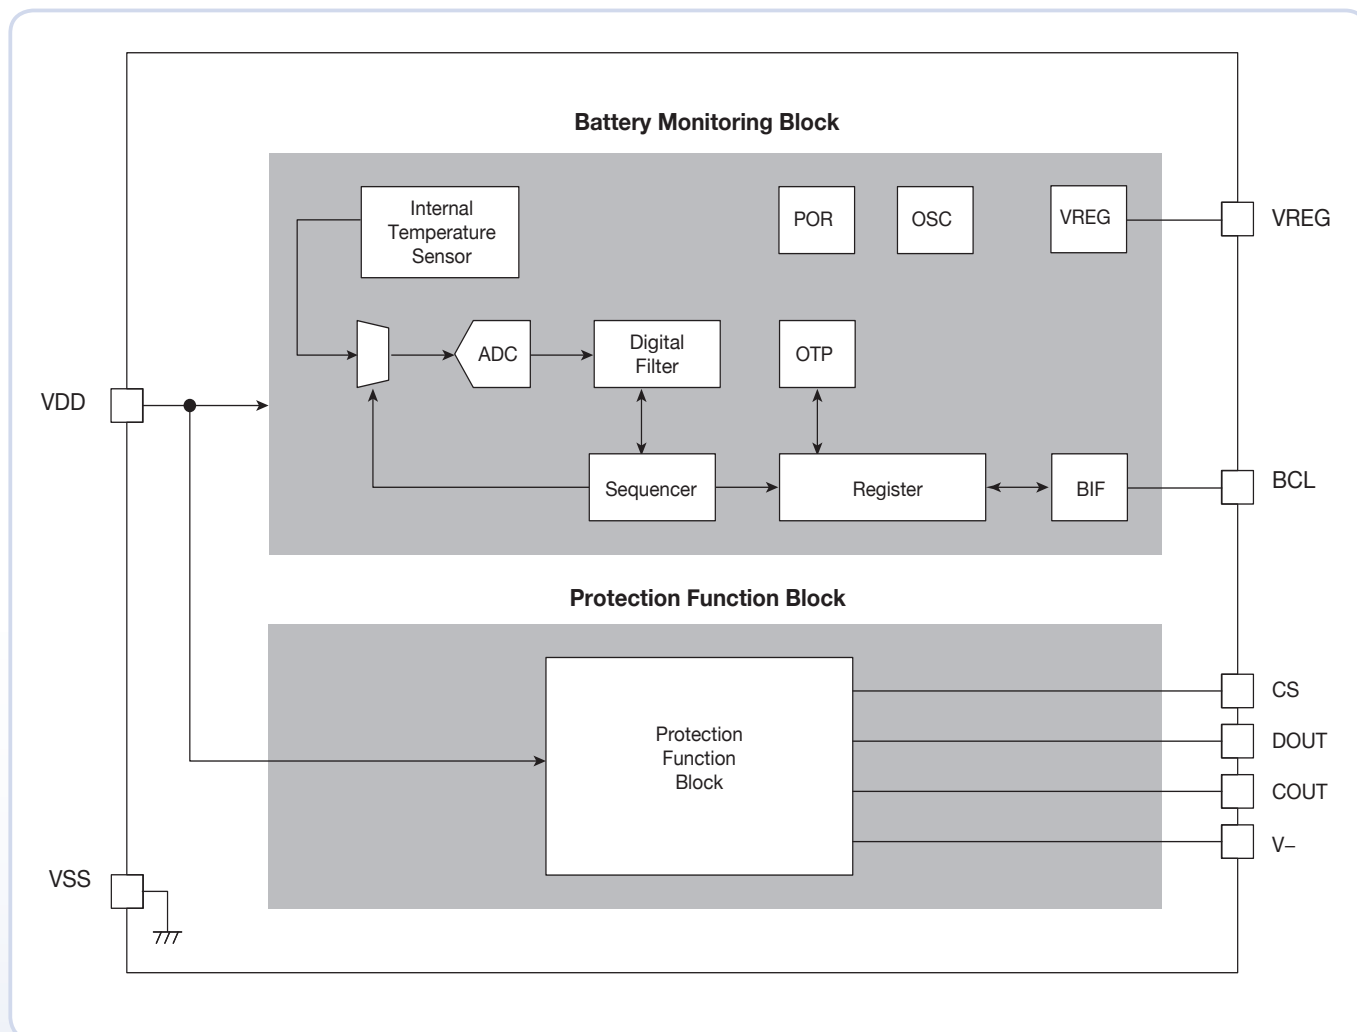 Battery Monitoring Block
Internal
Temperature
Sensor
POR
OSC
VREG
VREG
ADC
Digital
Filter
OTP
VDD
Sequencer
Register
BIF
BCL
Protection Function Block
Protection
Function
Block
CS
DOUT
COUT
V–
VSS